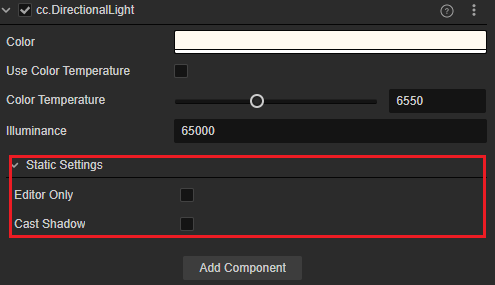 cc.DirectionalLight
Color
Use Color Temperature
Color Temperature 6550
Illuminance 65000
Static Settings
Editor Only
Cast Shadow
Add Component